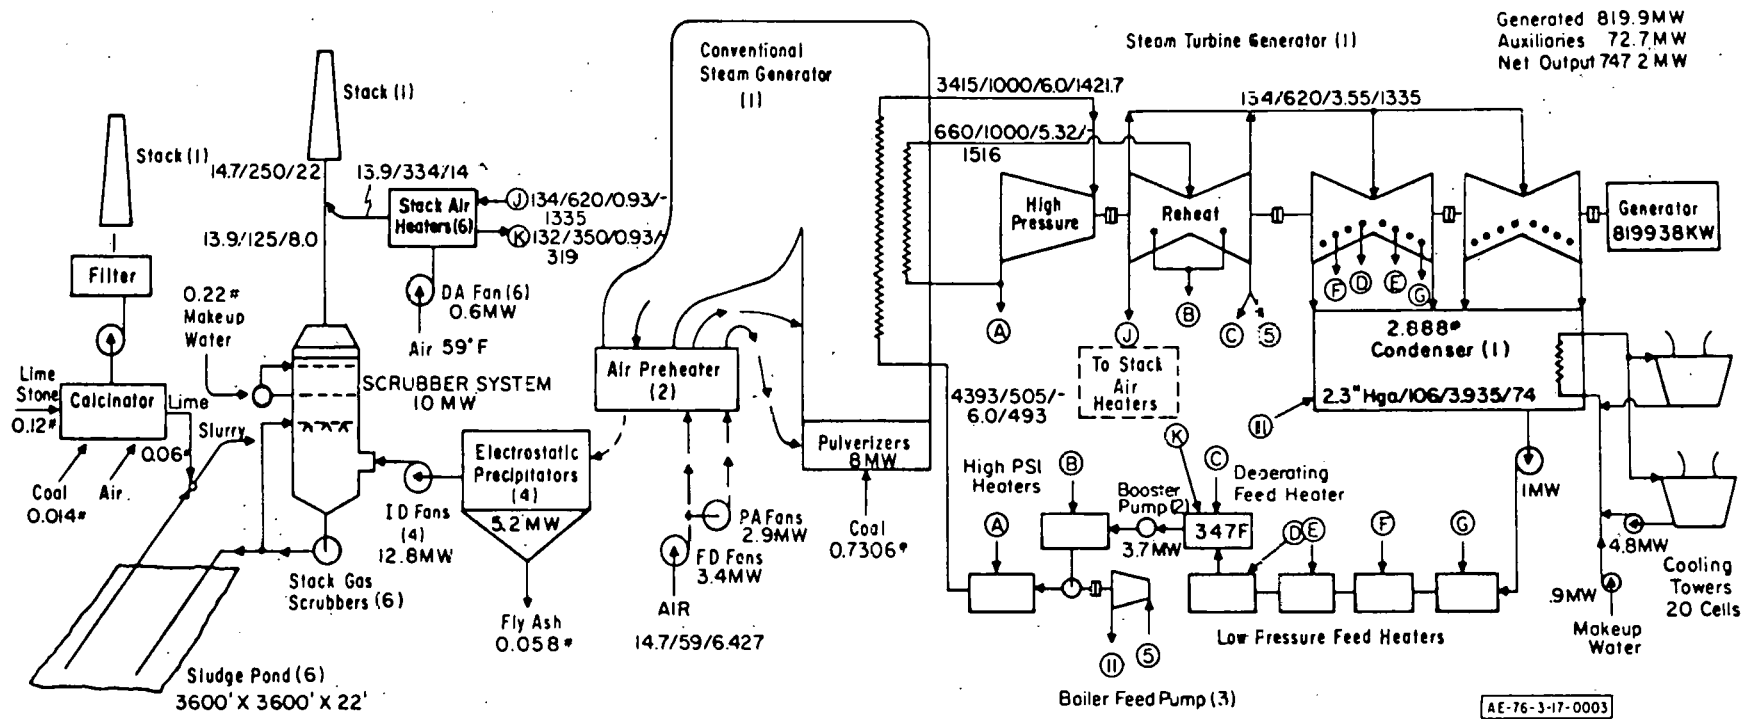 Generated 819.9MW
Auxiliaries 72.7MW
Net Output 747.2 MW
Steam Turbine Generator (1)
Conventional
Steam Generator
(1)
3415/1000/6.0/1421.7
134/620/3.55/1335
660/1000/5.32/-
1516
Stack (1)
Stack (1)
14.7/250/22
13.9/334/14
Stack Air
Heaters (6)
J
134/620/0.93/-
1335
K
132/350/0.93/-
319
High
Pressure
Reheat
Generator
819938KW
13.9/125/8.0
Filter
DA Fan (6)
0.6MW
Air 59°F
0.22#
Makeup
Water
A
J
B
C
5
F
D
E
G
2.888#
Condenser (1)
2.3" Hga/106/3.935/74
11
To Stack
Air
Heaters
Air Preheater
(2)
SCRUBBER SYSTEM
10 MW
Lime
Stone
0.12#
Calcinator
Lime
Slurry
0.06#
Coal
0.014#
Air
4393/505/-
6.0/493
Pulverizers
8MW
Electrostatic
Precipitators
(4)
5.2MW
ID Fans
(4)
12.8MW
PA Fans
2.9MW
FD Fans
3.4MW
Coal
0.7306#
High PSI
Heaters
B
Booster
Pump (2)
3.7MW
K
C
Deaerating
Feed Heater
347F
1MW
A
D
E
F
G
4.8MW
Cooling
Towers
20 Cells
.9MW
Makeup
Water
Stack Gas
Scrubbers (6)
AIR
14.7/59/6.427
Fly Ash
0.058#
Low Pressure Feed Heaters
11
5
Boiler Feed Pump (3)
Sludge Pond (6)
3600' X 3600' X 22'
AE-76-3-17-0003